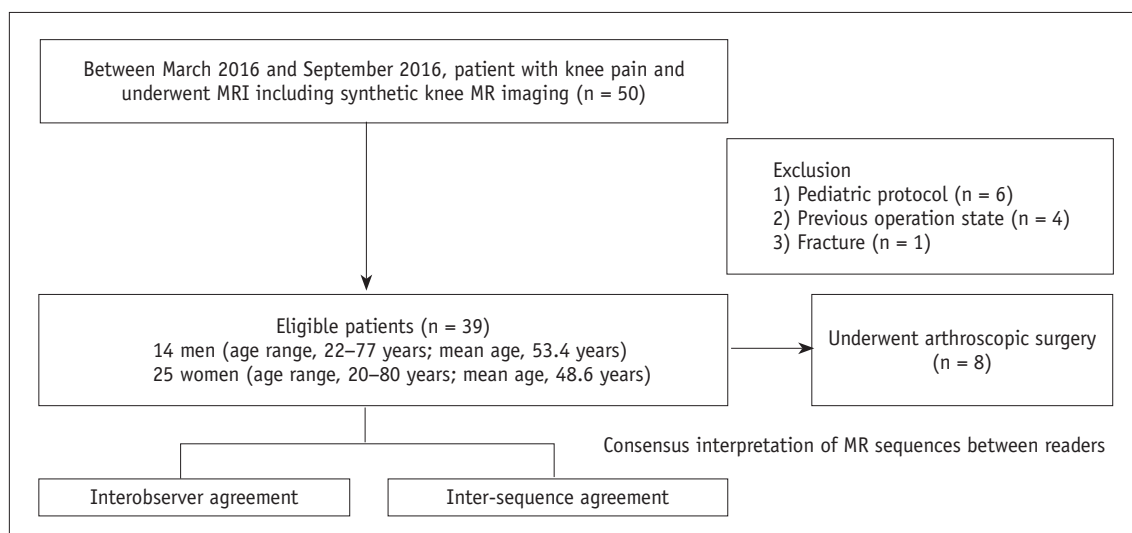 Between March 2016 and September 2016, patient with knee pain and
underwent MRI including synthetic knee MR imaging (n = 50)
Exclusion
1) Pediatric protocol (n = 6)
2) Previous operation state (n = 4)
3) Fracture (n = 1)
Eligible patients (n = 39)
14 men (age range, 22–77 years; mean age, 53.4 years)
25 women (age range, 20–80 years; mean age, 48.6 years)
Underwent arthroscopic surgery
(n = 8)
Consensus interpretation of MR sequences between readers
Interobserver agreement
Inter-sequence agreement